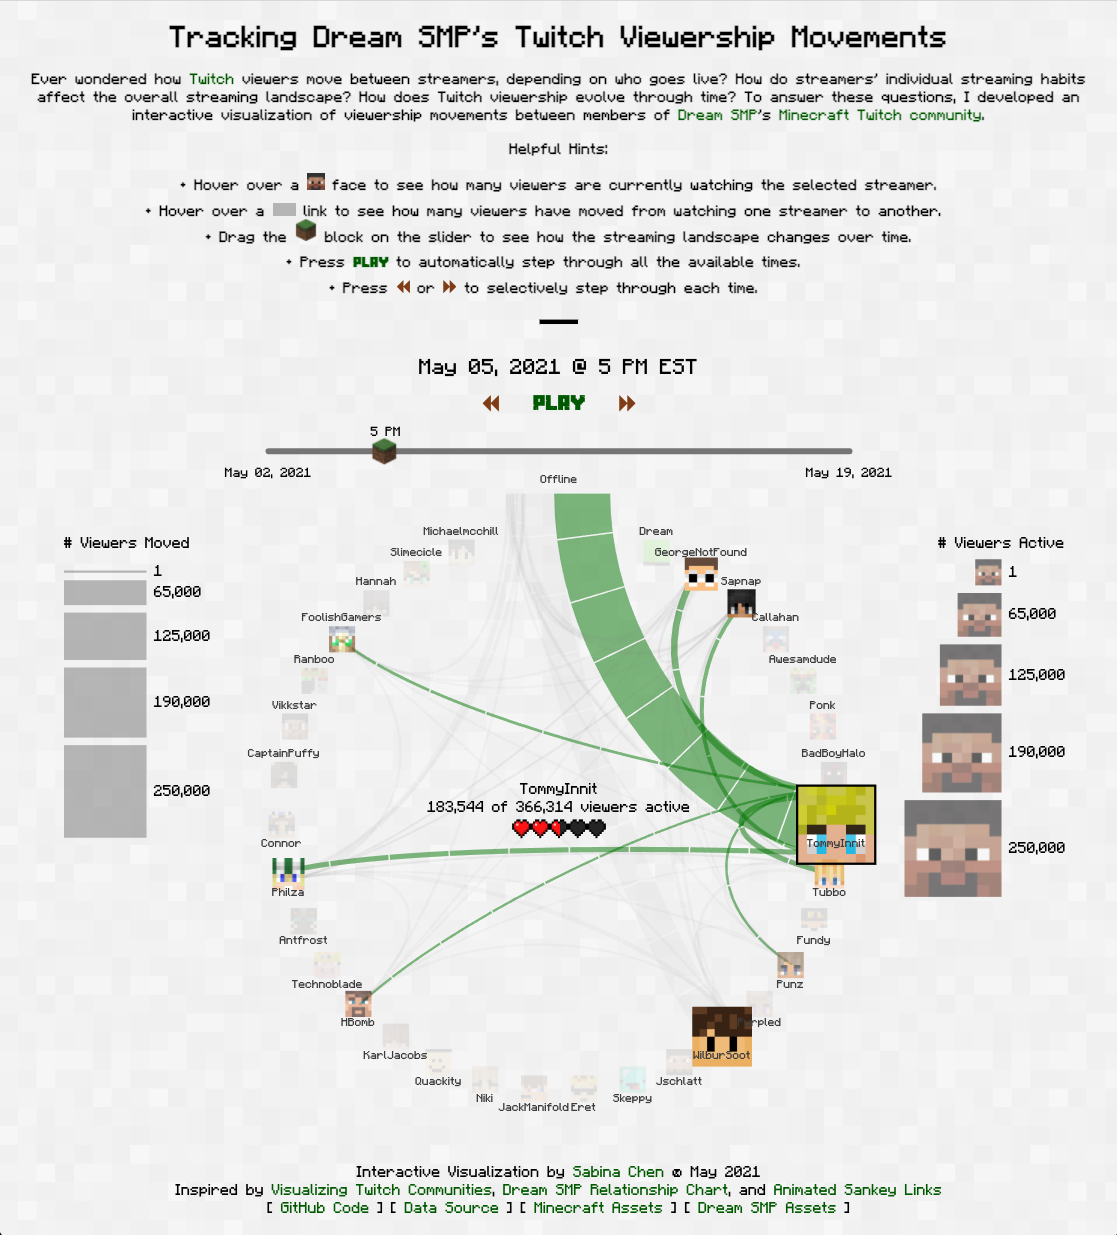 Tracking Dream SMP's Twitch Viewership Movements
Ever wondered how Twitch viewers move between streamers, depending on who goes live? How do streamers' individual streaming habits
affect the overall streaming landscape? How does Twitch viewership evolve through time? To answer these questions, I developed an
interactive visualization of viewership movements between members of Dream SMP's Minecraft Twitch community.
Helpful Hints:
• Hover over a face to see how many viewers are currently watching the selected streamer.
• Hover over a link to see how many viewers have moved from watching one streamer to another.
• Drag the block on the slider to see how the streaming landscape changes over time.
• Press PLAY to automatically step through all the available times.
• Press or to selectively step through each time.
May 05, 2021 @ 5 PM EST
PLAY
5 PM
May 02, 2021
May 19, 2021
Offline
# Viewers Moved
1
65,000
125,000
190,000
250,000
Michaelmcchill
Slimecicle
Hannah
FoolishGamers
Ranboo
Vikkstar
CaptainPuffy
Connor
Philza
Antfrost
Technoblade
HBomb
KarlJacobs
Quackity
Niki
JackManifold
Eret
Skeppy
Jschlatt
WilburSoot
rpled
Punz
Fundy
Tubbo
TommyInnit
BadBoyHalo
Ponk
Awesamdude
Callahan
Sapnap
GeorgeNotFound
Dream
TommyInnit
183,544 of 366,314 viewers active
# Viewers Active
1
65,000
125,000
190,000
250,000
Interactive Visualization by Sabina Chen @ May 2021
Inspired by Visualizing Twitch Communities, Dream SMP Relationship Chart, and Animated Sankey Links
[ GitHub Code ] [ Data Source ] [ Minecraft Assets ] [ Dream SMP Assets ]